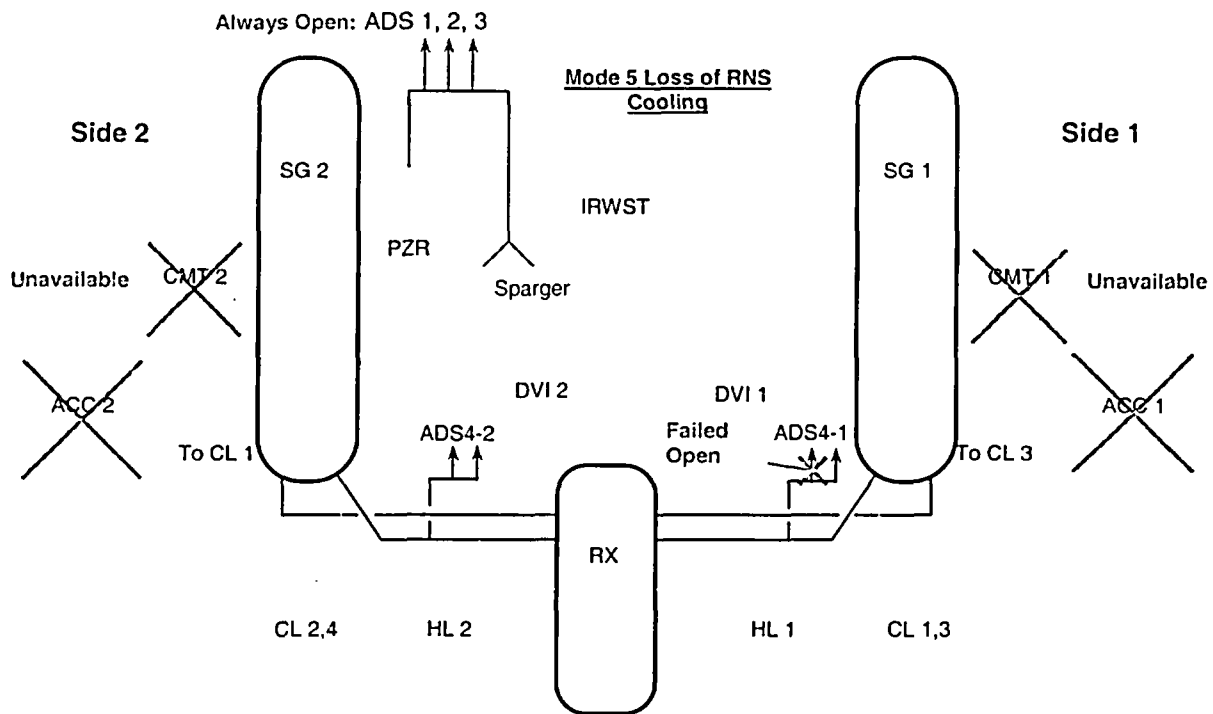 Always Open: ADS 1, 2, 3
Mode 5 Loss of RNS
Cooling
Side 2
Side 1
SG 2
SG 1
IRWST
PZR
Unavailable
CMT 2
Sparger
CMT 1
Unavailable
DVI 2
DVI 1
ACC 2
ACC 1
ADS4-2
Failed
Open
ADS4-1
To CL 1
To CL 3
RX
CL 2,4
HL 2
HL 1
CL 1,3